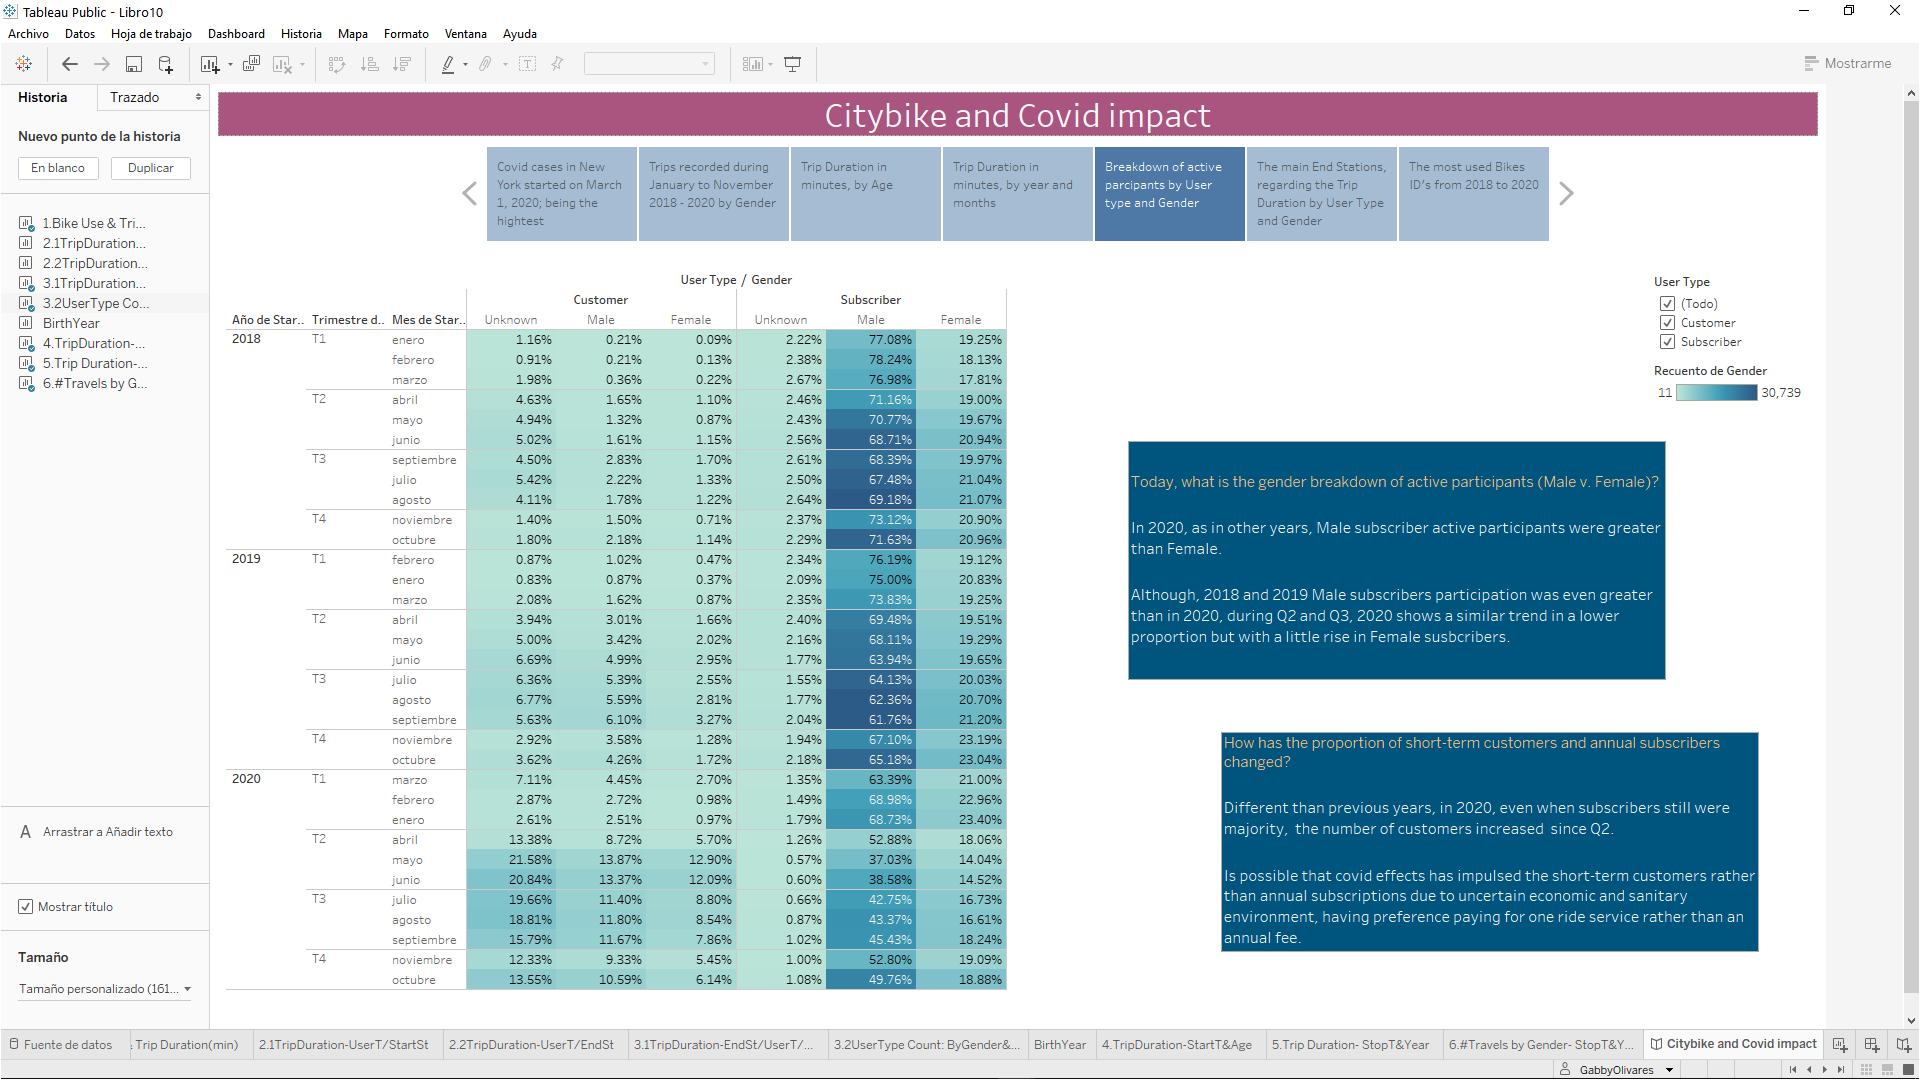 Tableau Public - Libro10
Archivo Datos Hoja de trabajo Dashboard Historia Mapa Formato Ventana Ayuda
Mostrarme
Historia Trazado
Nuevo punto de la historia
En blanco Duplicar
1.Bike Use & Tri...
2.1TripDuration...
2.2TripDuration...
3.1TripDuration...
3.2UserType Co...
BirthYear
4.TripDuration-...
5.Trip Duration-...
6.#Travels by G...
A Arrastrar a Añadir texto
Mostrar título
Tamaño
Tamaño personalizado (161...
Citybike and Covid impact
Covid cases in New
York started on March
1, 2020; being the
hightest
Trips recorded during
January to November
2018 - 2020 by Gender
Trip Duration in
minutes, by Age
Trip Duration in
minutes, by year and
months
Breakdown of active
parcipants by User
type and Gender
The main End Stations,
regarding the Trip
Duration by User Type
and Gender
The most used Bikes
ID's from 2018 to 2020
User Type / Gender
Customer Subscriber
Año de Star.. Trimestre d.. Mes de Star.. Unknown Male Female Unknown Male Female
2018 T1 enero 1.16% 0.21% 0.09% 2.22% 77.08% 19.25%
febrero 0.91% 0.21% 0.13% 2.38% 78.24% 18.13%
marzo 1.98% 0.36% 0.22% 2.67% 76.98% 17.81%
T2 abril 4.63% 1.65% 1.10% 2.46% 71.16% 19.00%
mayo 4.94% 1.32% 0.87% 2.43% 70.77% 19.67%
junio 5.02% 1.61% 1.15% 2.56% 68.71% 20.94%
T3 septiembre 4.50% 2.83% 1.70% 2.61% 68.39% 19.97%
julio 5.42% 2.22% 1.33% 2.50% 67.48% 21.04%
agosto 4.11% 1.78% 1.22% 2.64% 69.18% 21.07%
T4 noviembre 1.40% 1.50% 0.71% 2.37% 73.12% 20.90%
octubre 1.80% 2.18% 1.14% 2.29% 71.63% 20.96%
2019 T1 febrero 0.87% 1.02% 0.47% 2.34% 76.19% 19.12%
enero 0.83% 0.87% 0.37% 2.09% 75.00% 20.83%
marzo 2.08% 1.62% 0.87% 2.35% 73.83% 19.25%
T2 abril 3.94% 3.01% 1.66% 2.40% 69.48% 19.51%
mayo 5.00% 3.42% 2.02% 2.16% 68.11% 19.29%
junio 6.69% 4.99% 2.95% 1.77% 63.94% 19.65%
T3 julio 6.36% 5.39% 2.55% 1.55% 64.13% 20.03%
agosto 6.77% 5.59% 2.81% 1.77% 62.36% 20.70%
septiembre 5.63% 6.10% 3.27% 2.04% 61.76% 21.20%
T4 noviembre 2.92% 3.58% 1.28% 1.94% 67.10% 23.19%
octubre 3.62% 4.26% 1.72% 2.18% 65.18% 23.04%
2020 T1 marzo 7.11% 4.45% 2.70% 1.35% 63.39% 21.00%
febrero 2.87% 2.72% 0.98% 1.49% 68.98% 22.96%
enero 2.61% 2.51% 0.97% 1.79% 68.73% 23.40%
T2 abril 13.38% 8.72% 5.70% 1.26% 52.88% 18.06%
mayo 21.58% 13.87% 12.90% 0.57% 37.03% 14.04%
junio 20.84% 13.37% 12.09% 0.60% 38.58% 14.52%
T3 julio 19.66% 11.40% 8.80% 0.66% 42.75% 16.73%
agosto 18.81% 11.80% 8.54% 0.87% 43.37% 16.61%
septiembre 15.79% 11.67% 7.86% 1.02% 45.43% 18.24%
T4 noviembre 12.33% 9.33% 5.45% 1.00% 52.80% 19.09%
octubre 13.55% 10.59% 6.14% 1.08% 49.76% 18.88%
User Type
(Todo)
Customer
Subscriber
Recuento de Gender
11 30,739
Today, what is the gender breakdown of active participants (Male v. Female)?
In 2020, as in other years, Male subscriber active participants were greater
than Female.
Although, 2018 and 2019 Male subscribers participation was even greater
than in 2020, during Q2 and Q3, 2020 shows a similar trend in a lower
proportion but with a little rise in Female susbcribers.
How has the proportion of short-term customers and annual subscribers
changed?
Different than previous years, in 2020, even when subscribers still were
majority, the number of customers increased since Q2.
Is possible that covid effects has impulsed the short-term customers rather
than annual subscriptions due to uncertain economic and sanitary
environment, having preference paying for one ride service rather than an
annual fee.
Fuente de datos Trip Duration(min) 2.1TripDuration-UserT/StartSt 2.2TripDuration-UserT/EndSt 3.1TripDuration-EndSt/UserT/... 3.2UserType Count: ByGender&... BirthYear 4.TripDuration-StartT&Age 5.Trip Duration- StopT&Year 6.#Travels by Gender- StopT&Y... Citybike and Covid impact
GabbyOlivares